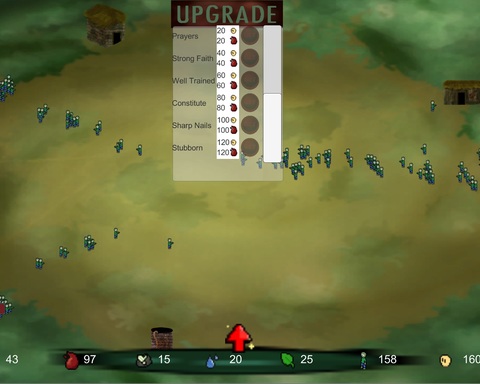 UPGRADE
Prayers 20 20
Strong Faith 40 40
Well Trained 60 60
Constitute 80 80
Sharp Nails 100 100
Stubborn 120 120
43 97 15 20 25 158 160